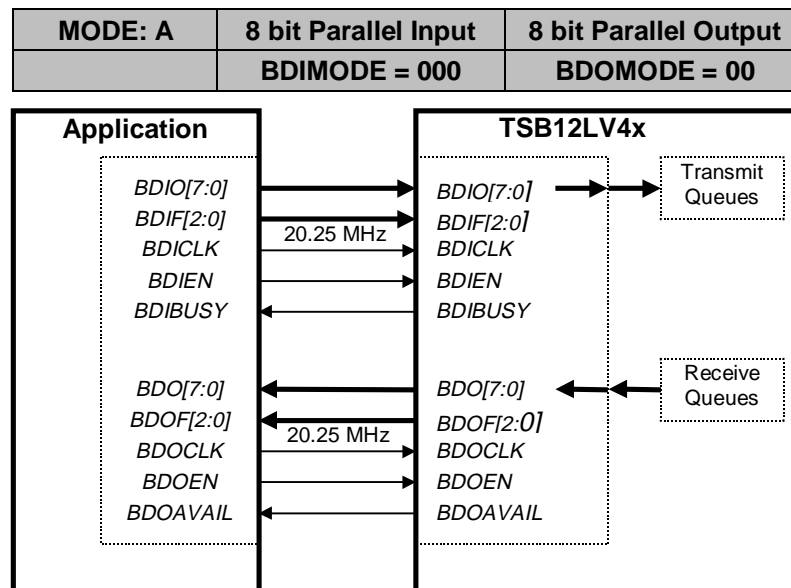 MODE: A 8 bit Parallel Input 8 bit Parallel Output
BDIMODE = 000 BDOMODE = 00
Application TSB12LV4x
BDIO[7:0] BDIO[7:0] Transmit
Queues
BDIF[2:0] BDIF[2:0]
20.25 MHz
BDICLK BDICLK
BDIEN BDIEN
BDIBUSY BDIBUSY
BDO[7:0] BDO[7:0] Receive
Queues
BDOF[2:0] BDOF[2:0]
20.25 MHz
BDOCLK BDOCLK
BDOEN BDOEN
BDOAVAIL BDOAVAIL